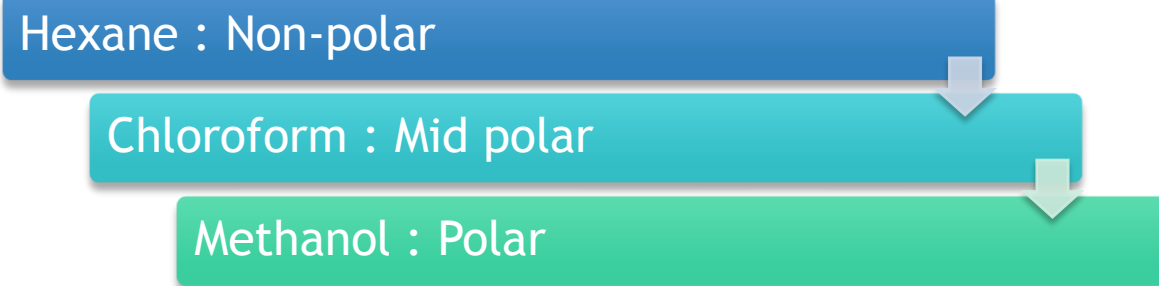 Hexane : Non-polar
Chloroform : Mid polar
Methanol : Polar